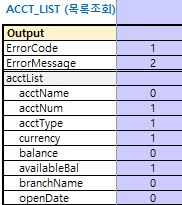 ACCT_LIST (목록조회)
Output
ErrorCode 1
ErrorMessage 2
acctList
acctName 0
acctNum 1
acctType 1
currency 1
balance 0
availableBal 1
branchName 0
openDate 0